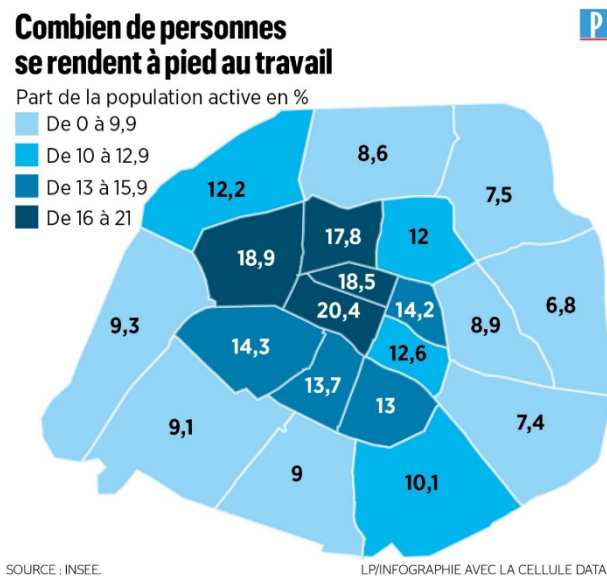 Combien de personnes
se rendent à pied au travail
P
Part de la population active en %
De 0 à 9,9
De 10 à 12,9
De 13 à 15,9
De 16 à 21
8,6
12,2
7,5
17,8
12
18,9
18,5
6,8
20,4
14,2
9,3
8,9
14,3
12,6
13,7
13
7,4
9,1
9
10,1
SOURCE : INSEE.
LP/INFOGRAPHIE AVEC LA CELLULE DATA